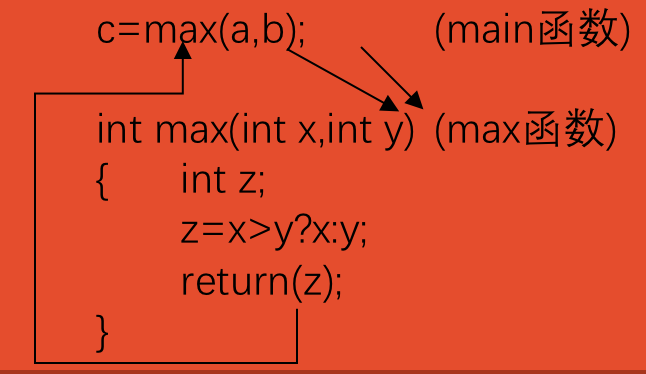 c=max(a,b); (main函数)
int max(int x,int y) (max函数)
{ int z;
z=x>y?x:y;
return(z);
}